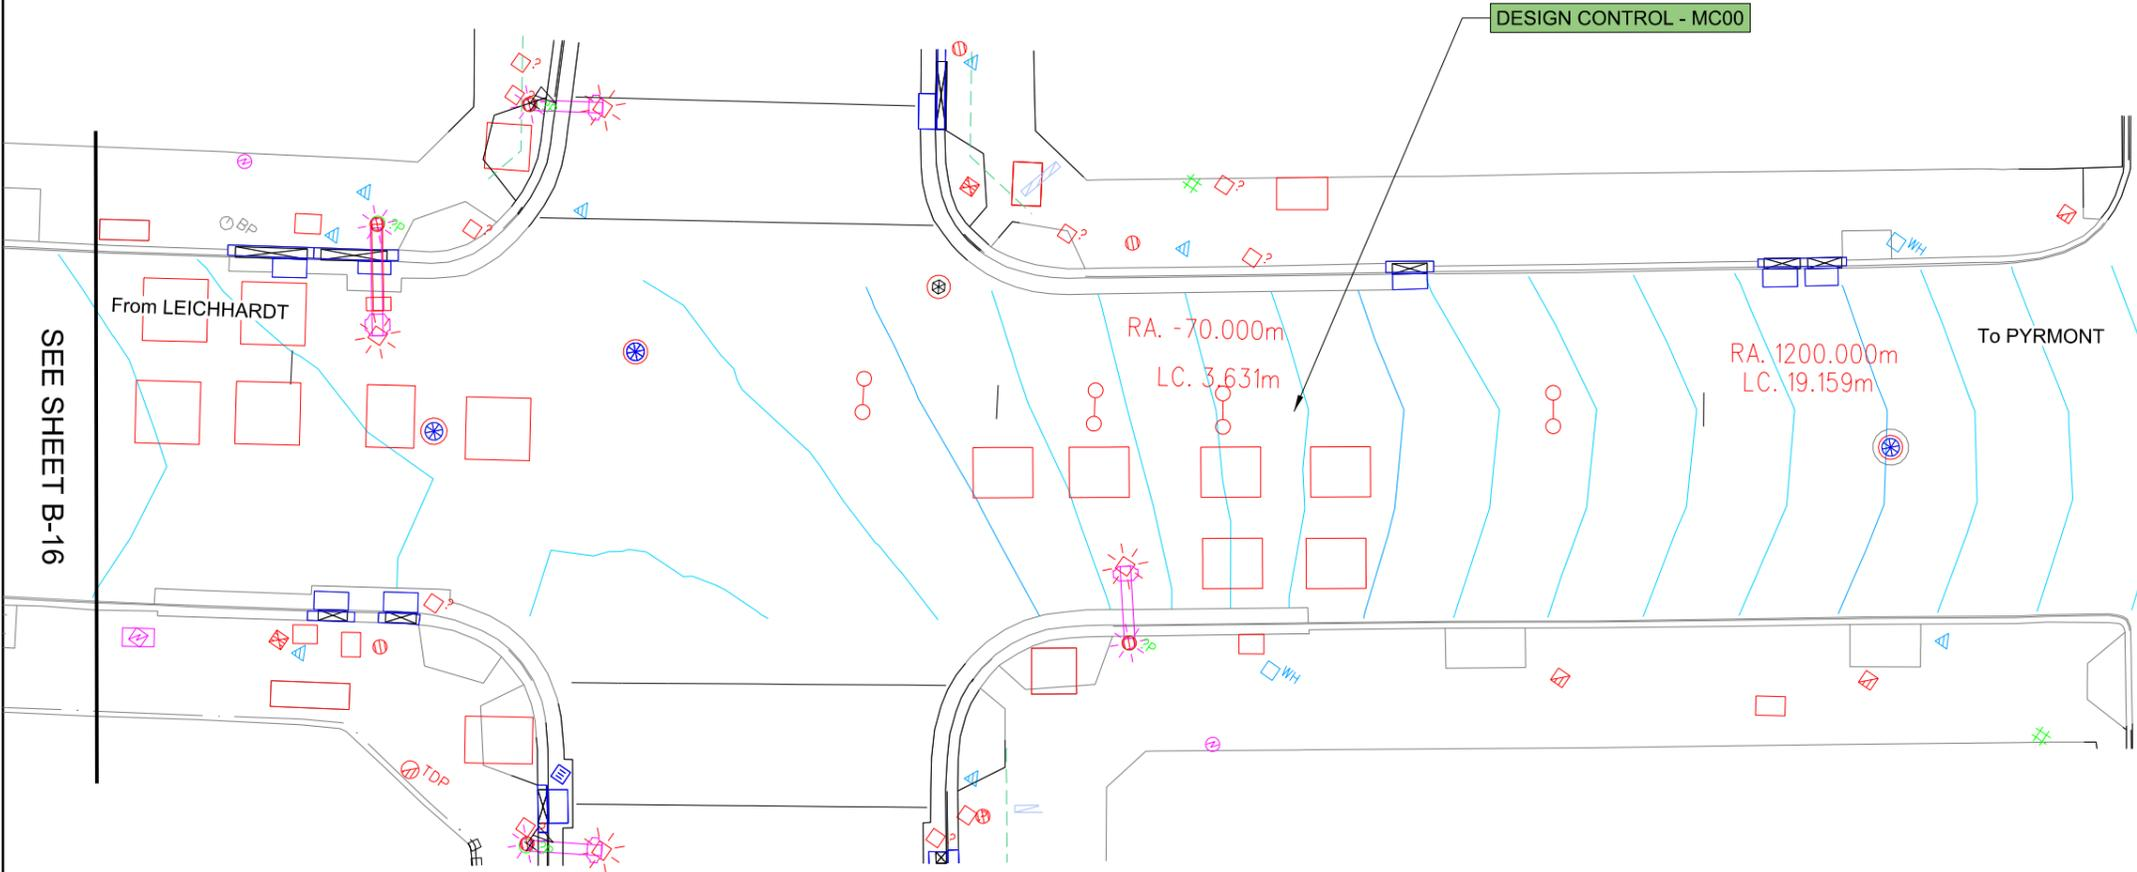 DESIGN CONTROL - MC00
?
?
?P
?
BP
?P
?
?
?
WH
From LEICHHARDT
SEE SHEET B-16
RA. -70.000m
LC. 3.631m
RA. 1200.000m
LC. 19.159m
To PYRMONT
?
?P
WH
TDP
?P
?